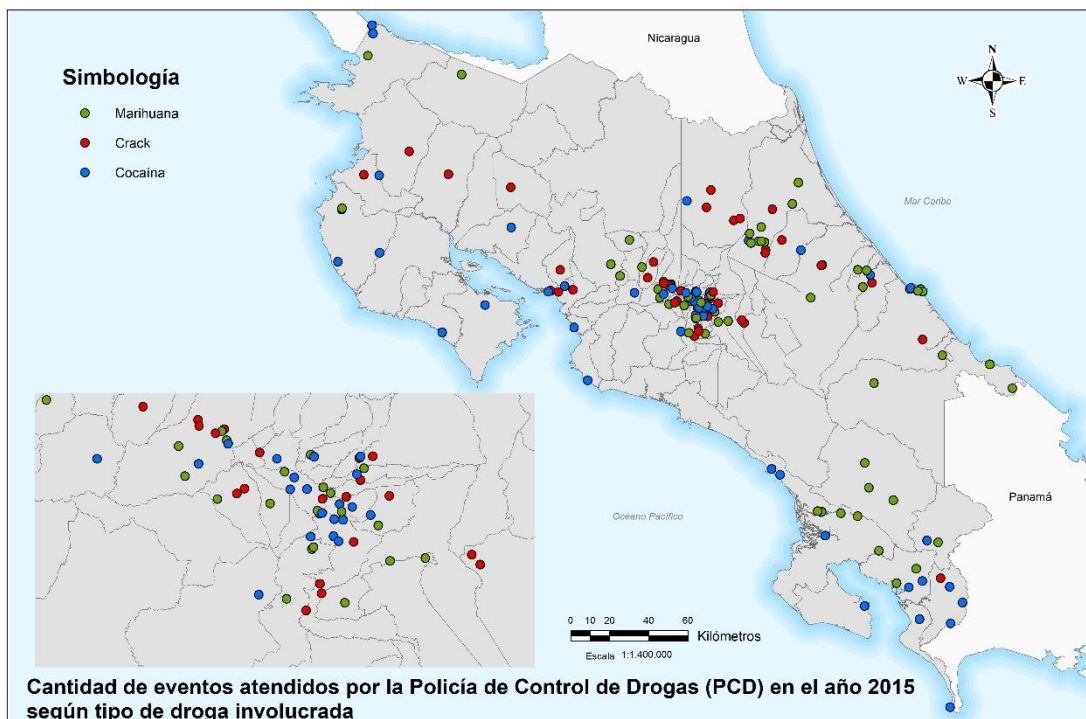 Nicaragua
N
W E
S
Simbología
Marihuana
Crack
Cocaína
Mar Caribe
Océano Pacífico
Panamá
0 10 20 40 60
Kilómetros
Escala 1:1.400.000
Cantidad de eventos atendidos por la Policía de Control de Drogas (PCD) en el año 2015
según tipo de droga involucrada